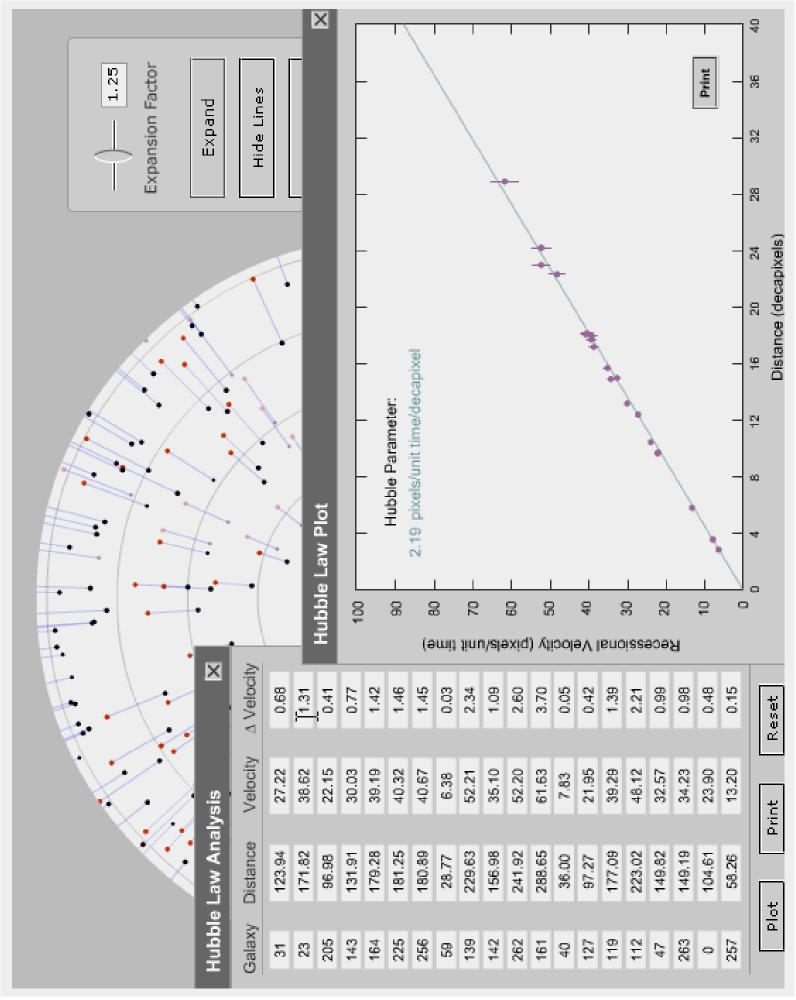 1.25
Expansion Factor
Expand
Hide Lines
Hubble Law Analysis
Galaxy Distance Velocity Δ Velocity
31 123.94 27.22 0.68
23 171.82 38.62 1.31
205 96.98 22.15 0.41
143 131.91 30.03 0.77
164 179.28 39.19 1.42
225 181.25 40.32 1.46
256 180.89 40.67 1.45
59 28.77 6.38 0.03
139 229.63 52.21 2.34
142 156.98 35.10 1.09
262 241.92 52.20 2.60
161 288.65 61.63 3.70
40 36.00 7.83 0.05
127 97.27 21.95 0.42
119 177.09 39.29 1.39
112 223.02 48.12 2.21
47 149.82 32.57 0.99
263 149.19 34.23 0.98
0 104.61 23.90 0.48
257 58.26 13.20 0.15
Plot Print Reset
Hubble Law Plot
Hubble Parameter:
2.19 pixels/unit time/decapixel
Recessional Velocity (pixels/unit time)
100
90
80
70
60
50
40
30
20
10
0
0 4 8 12 16 20 24 28 32 36 40
Distance (decapixels)
Print